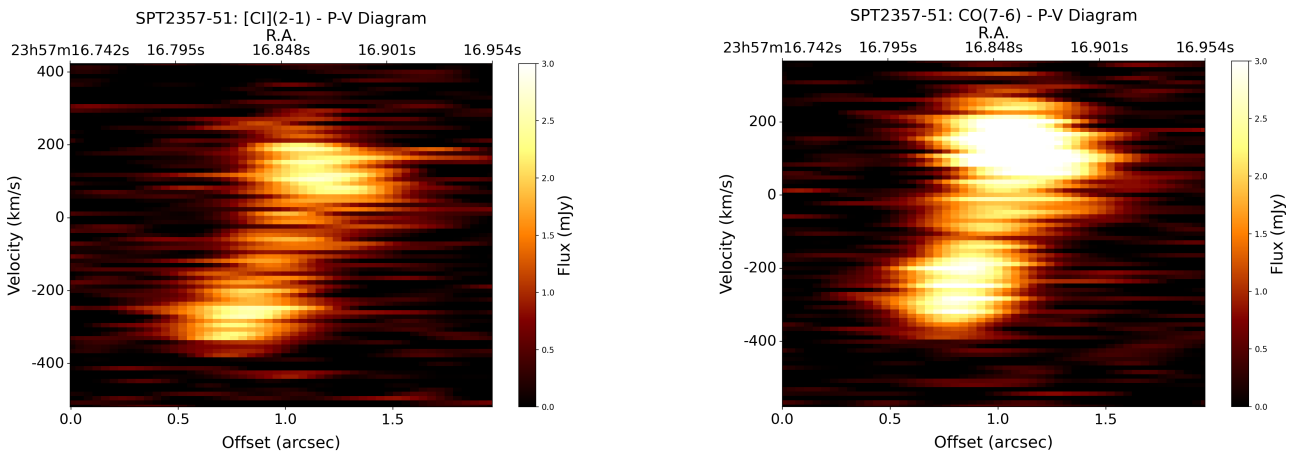 SPT2357-51: [CI](2-1) - P-V Diagram
R.A.
23h57m16.742s 16.795s 16.848s 16.901s 16.954s
400
200
0
-200
-400
Velocity (km/s)
0.0 0.5 1.0 1.5
Offset (arcsec)
3.0
2.5
2.0
1.5
1.0
0.5
0.0
Flux (mJy)
SPT2357-51: CO(7-6) - P-V Diagram
R.A.
23h57m16.742s 16.795s 16.848s 16.901s 16.954s
200
0
-200
-400
Velocity (km/s)
0.0 0.5 1.0 1.5
Offset (arcsec)
3.0
2.5
2.0
1.5
1.0
0.5
0.0
Flux (mJy)